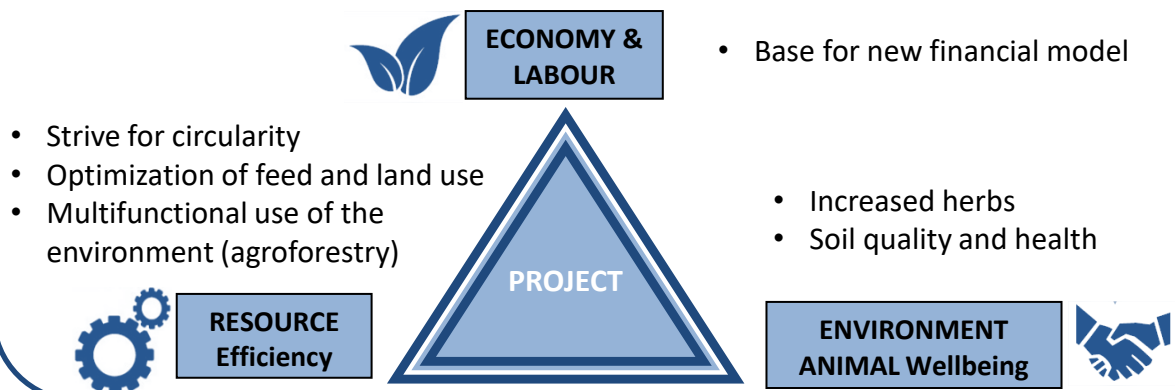 ECONOMY &
LABOUR
• Base for new financial model
• Strive for circularity
• Optimization of feed and land use
• Multifunctional use of the
environment (agroforestry)
• Increased herbs
• Soil quality and health
PROJECT
RESOURCE
Efficiency
ENVIRONMENT
ANIMAL Wellbeing